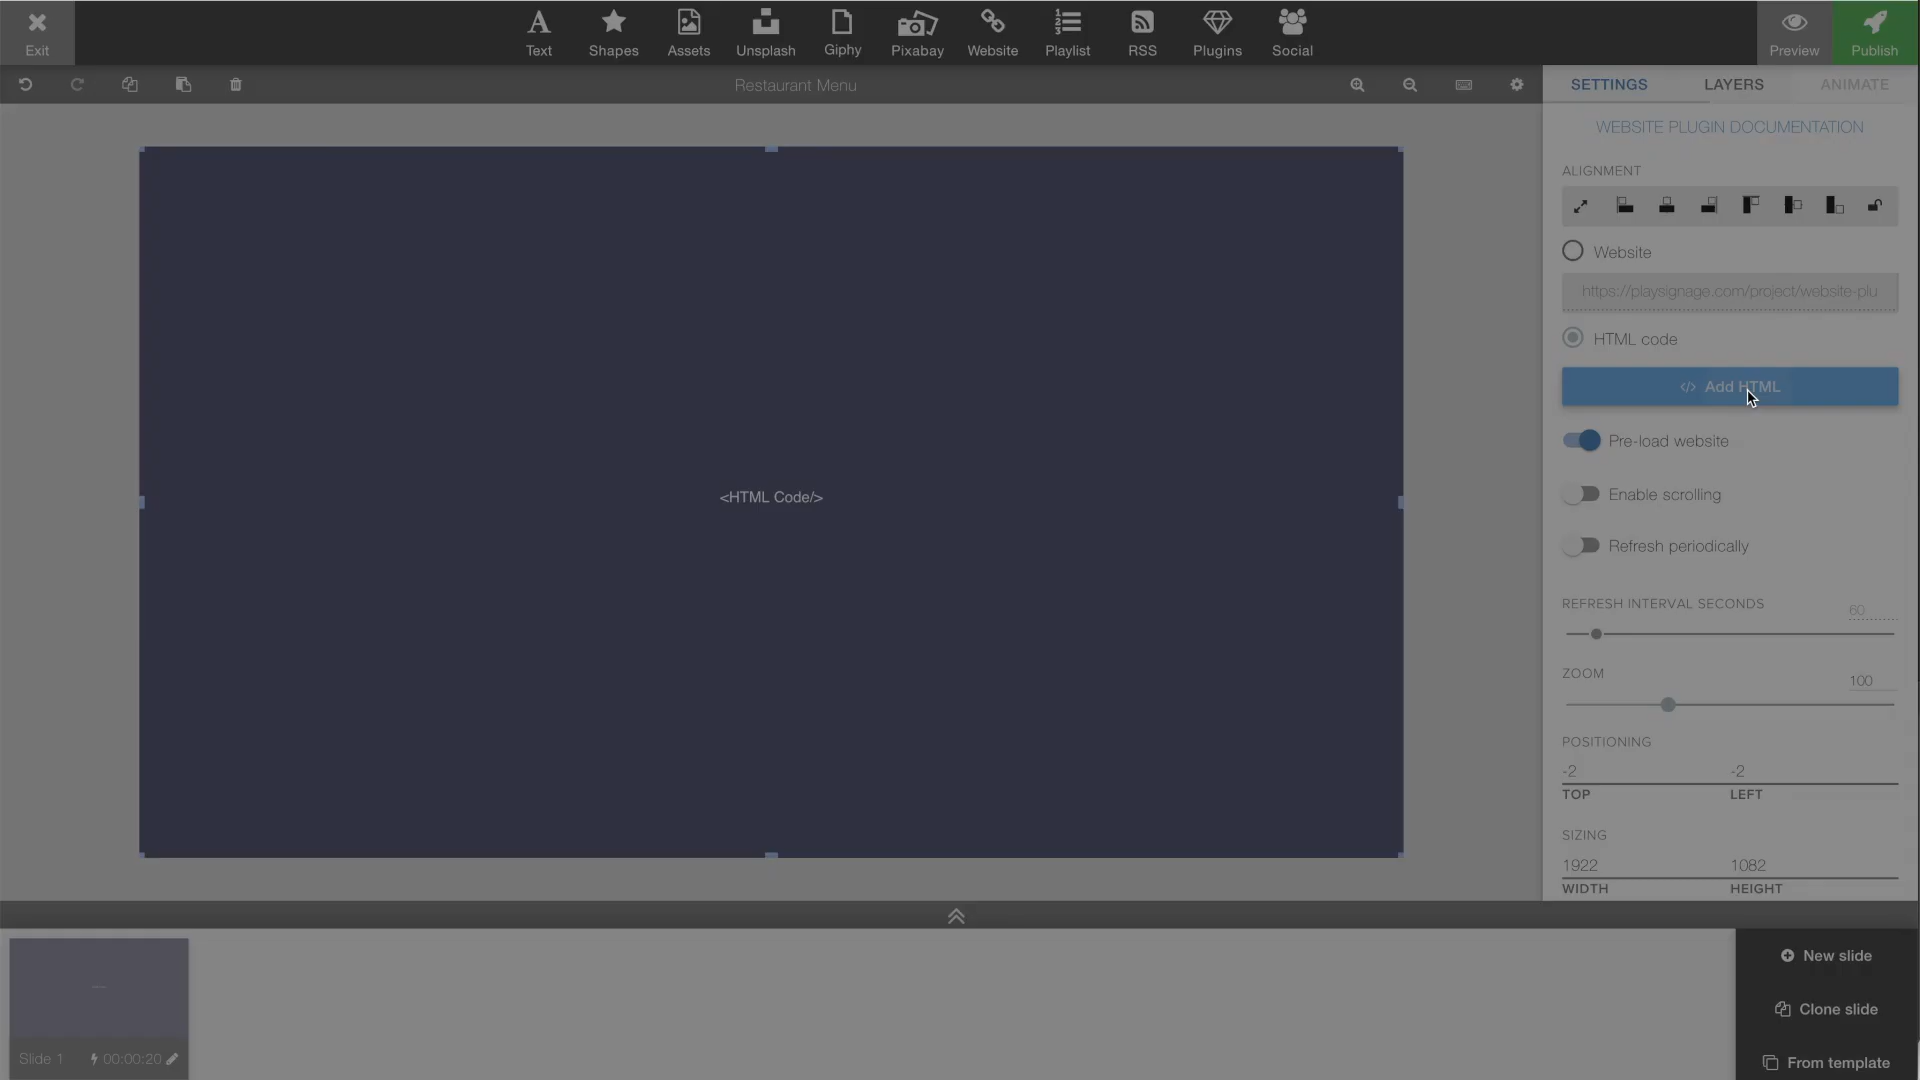 Exit
Text
Shapes
Assets
Unsplash
Giphy
Pixabay
Website
Playlist
RSS
Plugins
Social
Preview
Publish
Restaurant Menu
SETTINGS
LAYERS
ANIMATE
WEBSITE PLUGIN DOCUMENTATION
ALIGNMENT
Website
https://playsignage.com/project/website-plu
HTML code
</> Add HTML
Pre-load website
Enable scrolling
Refresh periodically
REFRESH INTERVAL SECONDS
60
ZOOM
100
POSITIONING
-2 -2
TOP LEFT
SIZING
1922 1082
WIDTH HEIGHT
<HTML Code/>
New slide
Clone slide
From template
Slide 1
00:00:20